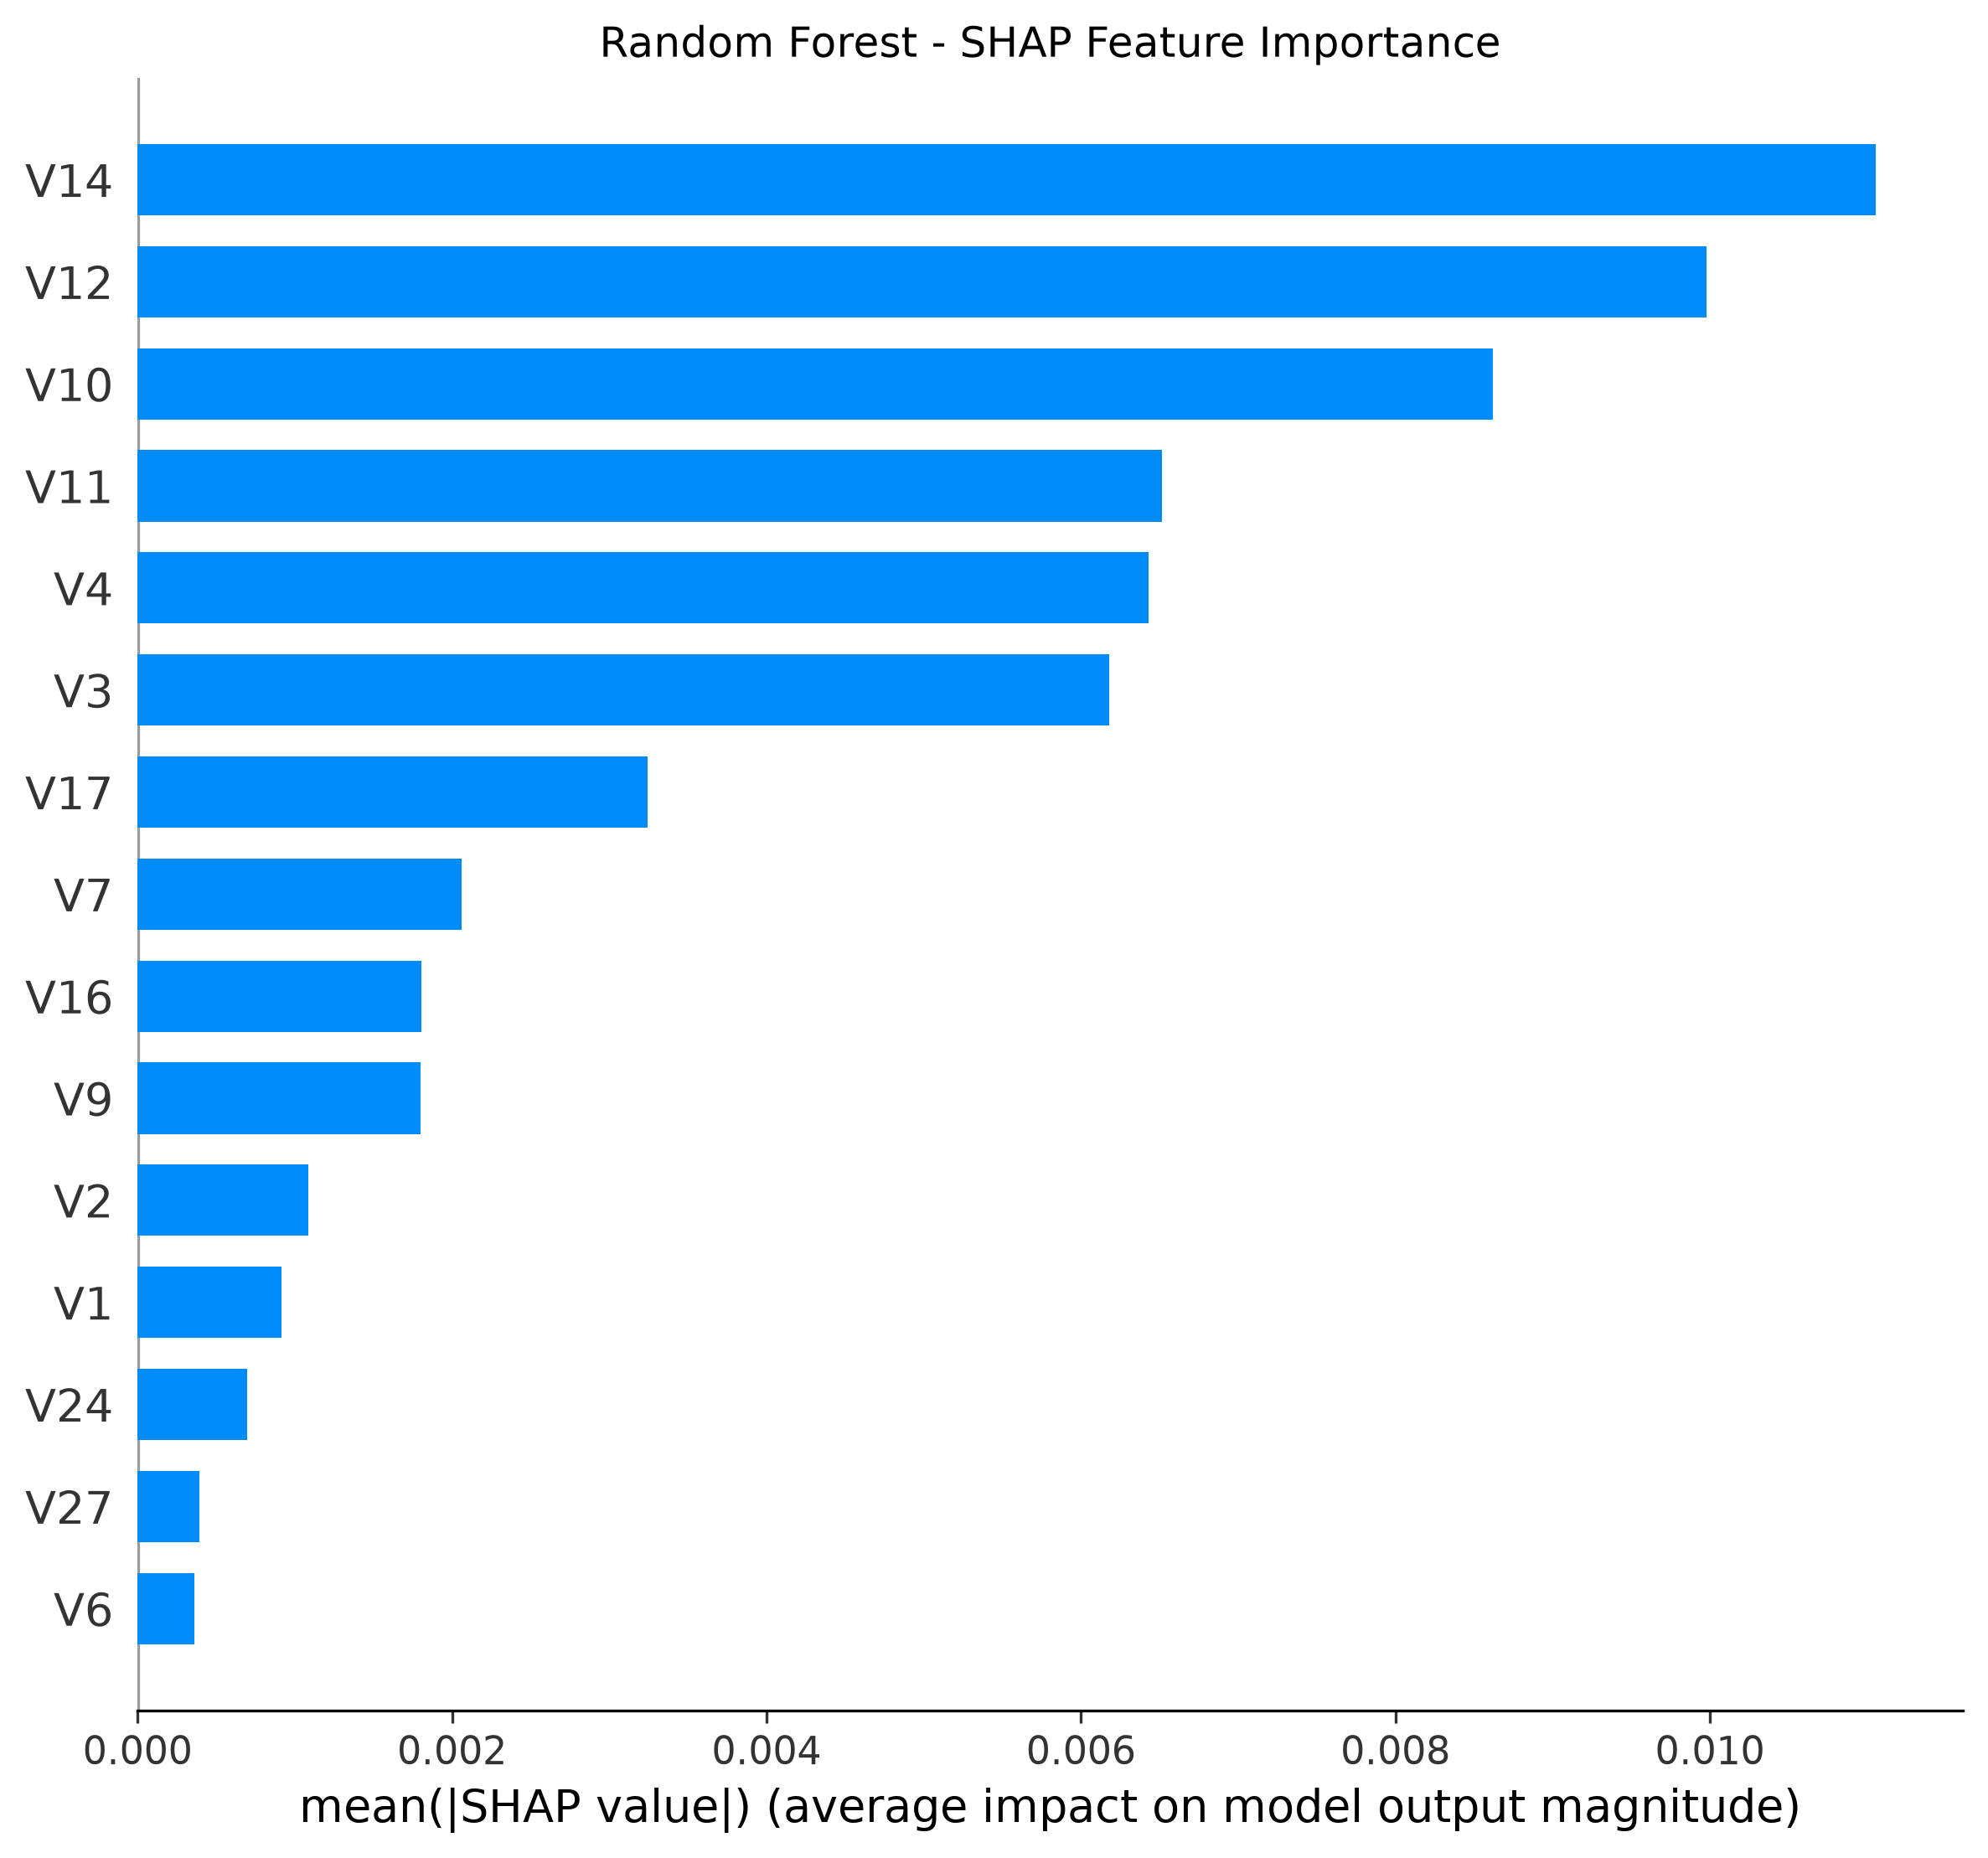 Random Forest - SHAP Feature Importance
V14
V12
V10
V11
V4
V3
V17
V7
V16
V9
V2
V1
V24
V27
V6
0.000 0.002 0.004 0.006 0.008 0.010
mean(|SHAP value|) (average impact on model output magnitude)